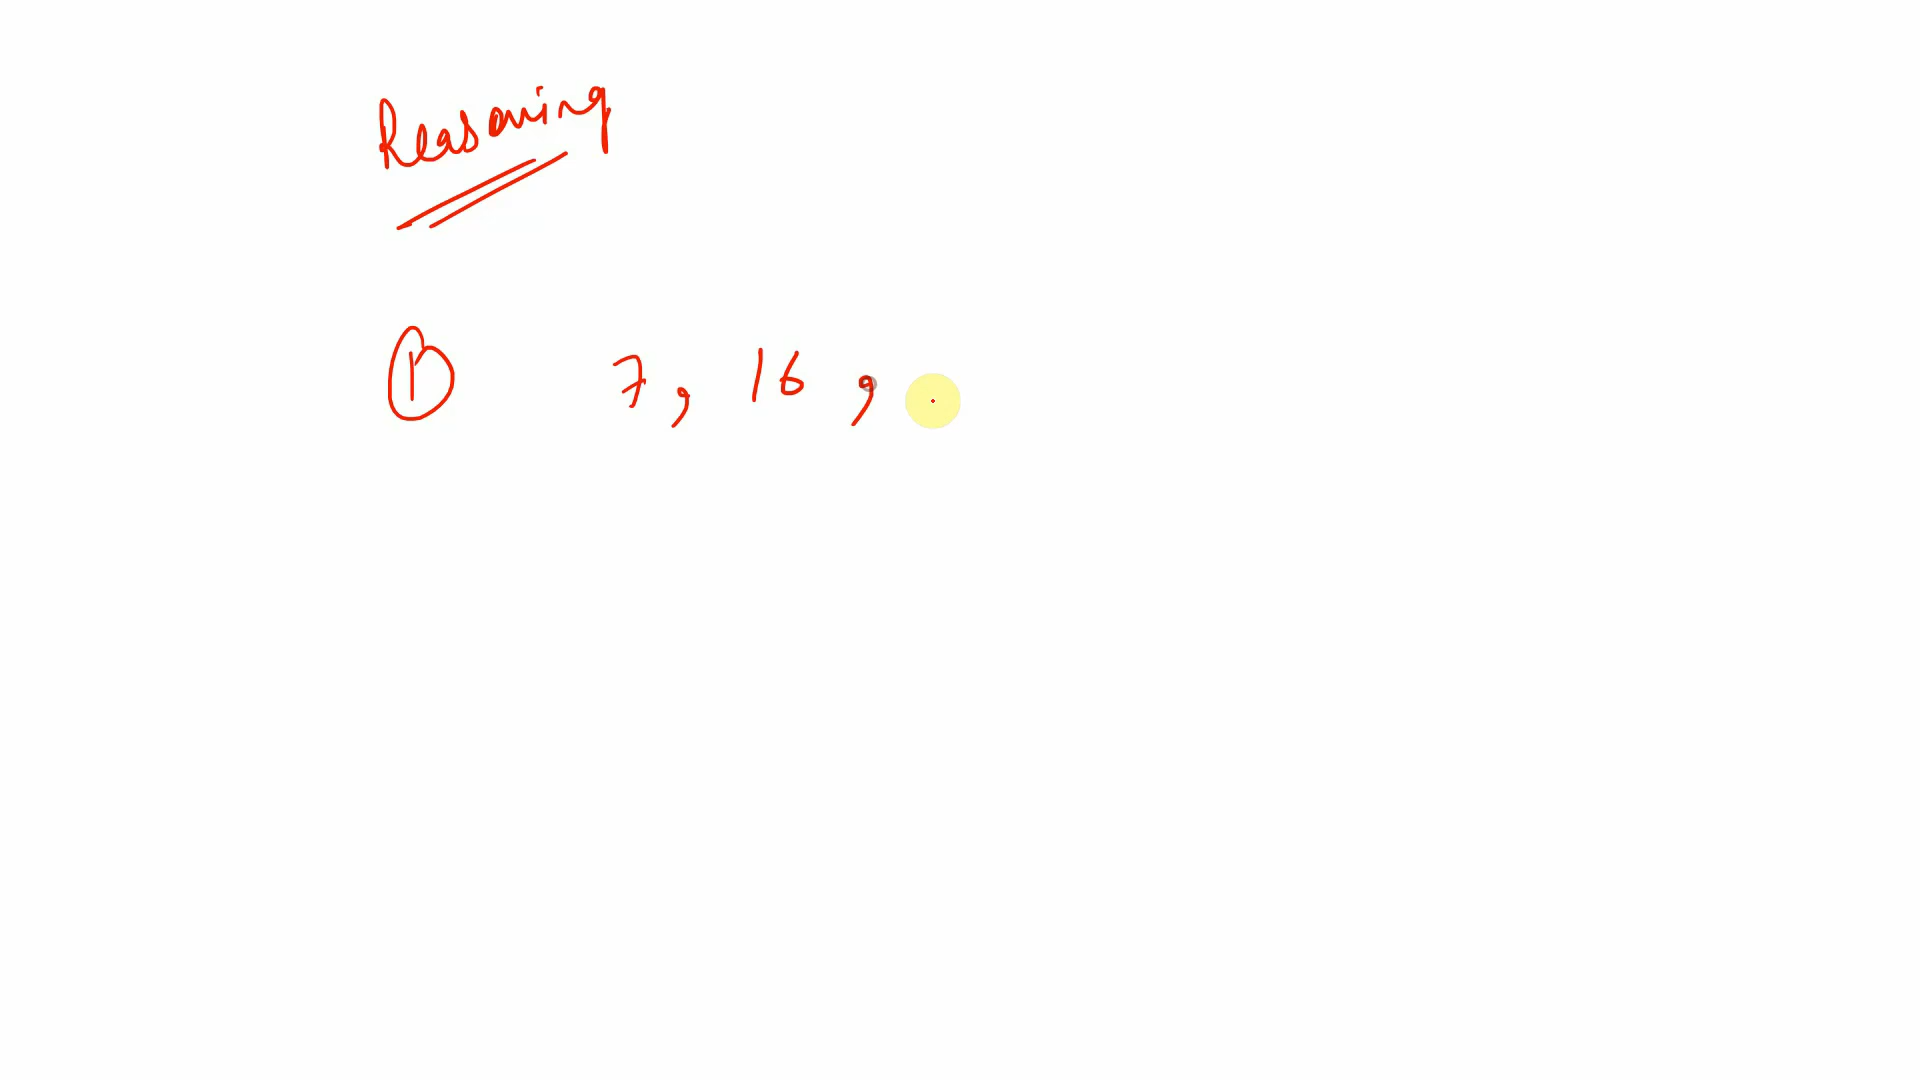 Reasoning
① 7, 16,